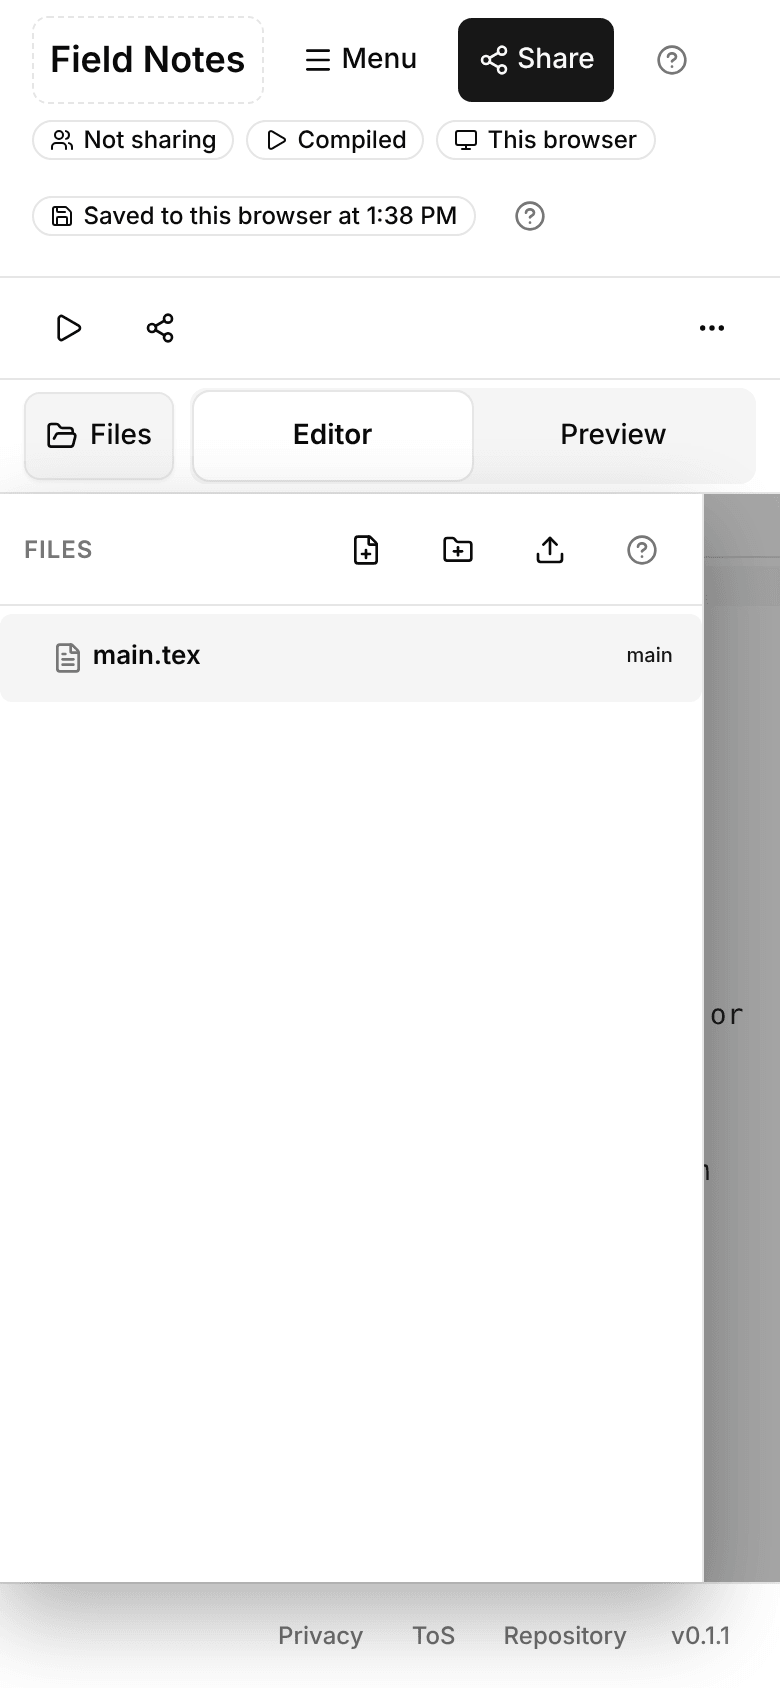 Field Notes
Menu
Share
Not sharing
Compiled
This browser
Saved to this browser at 1:38 PM
Files
Editor
Preview
FILES
main.tex
main
or
Privacy
ToS
Repository
v0.1.1